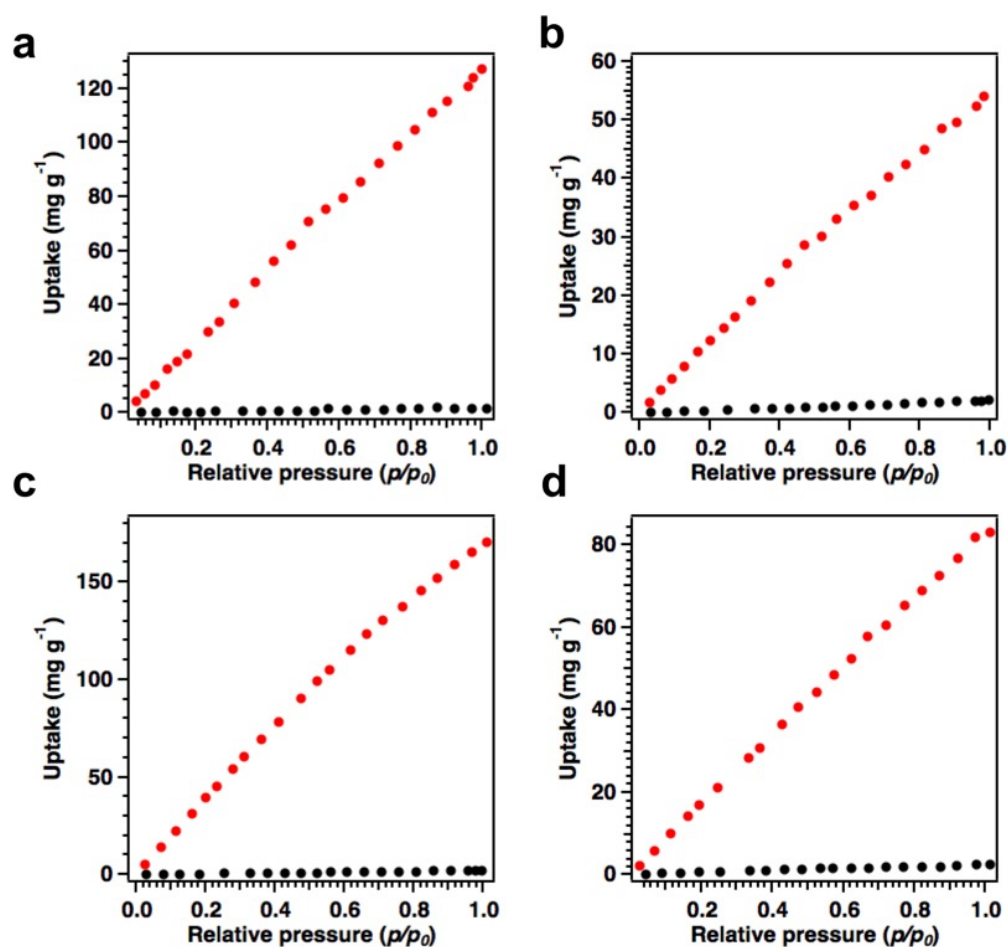 a
Uptake (mg g⁻¹)
120
100
80
60
40
20
0
0.2 0.4 0.6 0.8 1.0
Relative pressure (p/p₀)
b
Uptake (mg g⁻¹)
60
50
40
30
20
10
0
0.0 0.2 0.4 0.6 0.8 1.0
Relative pressure (p/p₀)
c
Uptake (mg g⁻¹)
150
100
50
0
0.0 0.2 0.4 0.6 0.8 1.0
Relative pressure (p/p₀)
d
Uptake (mg g⁻¹)
80
60
40
20
0
0.2 0.4 0.6 0.8 1.0
Relative pressure (p/p₀)